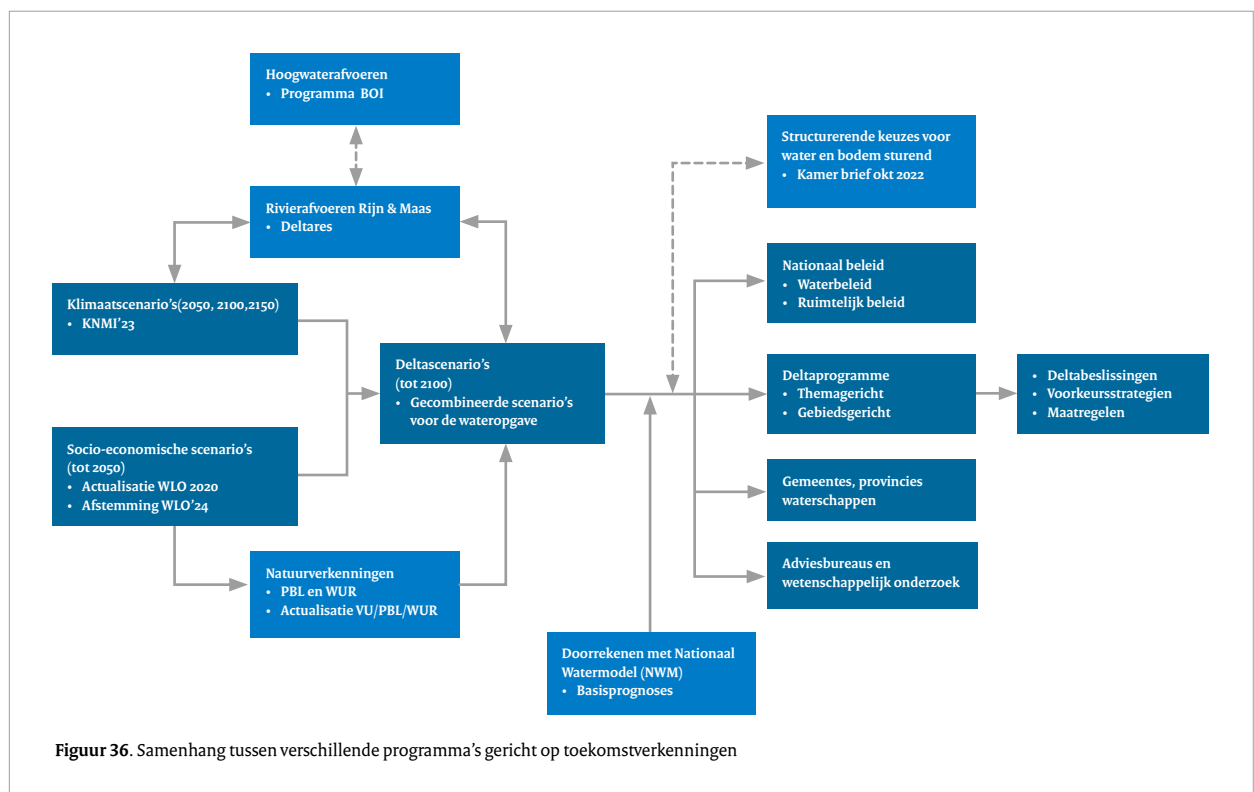 Hoogwaterafvoeren
• Programma BOI
Rivierafvoeren Rijn & Maas
• Deltares
Klimaatscenario's(2050, 2100,2150)
• KNMI'23
Socio-economische scenario's
(tot 2050)
• Actualisatie WLO 2020
• Afstemming WLO'24
Natuurverkenningen
• PBL en WUR
• Actualisatie VU/PBL/WUR
Deltascenario's
(tot 2100)
• Gecombineerde scenario's
voor de wateropgave
Doorrekenen met Nationaal
Watermodel (NWM)
• Basisprognoses
Structurerende keuzes voor
water en bodem sturend
• Kamer brief okt 2022
Nationaal beleid
• Waterbeleid
• Ruimtelijk beleid
Deltaprogramme
• Themagericht
• Gebiedsgericht
• Deltabeslissingen
• Voorkeursstrategien
• Maatregelen
Gemeentes, provincies
waterschappen
Adviesbureaus en
wetenschappelijk onderzoek
Figuur 36. Samenhang tussen verschillende programma's gericht op toekomstverkenningen